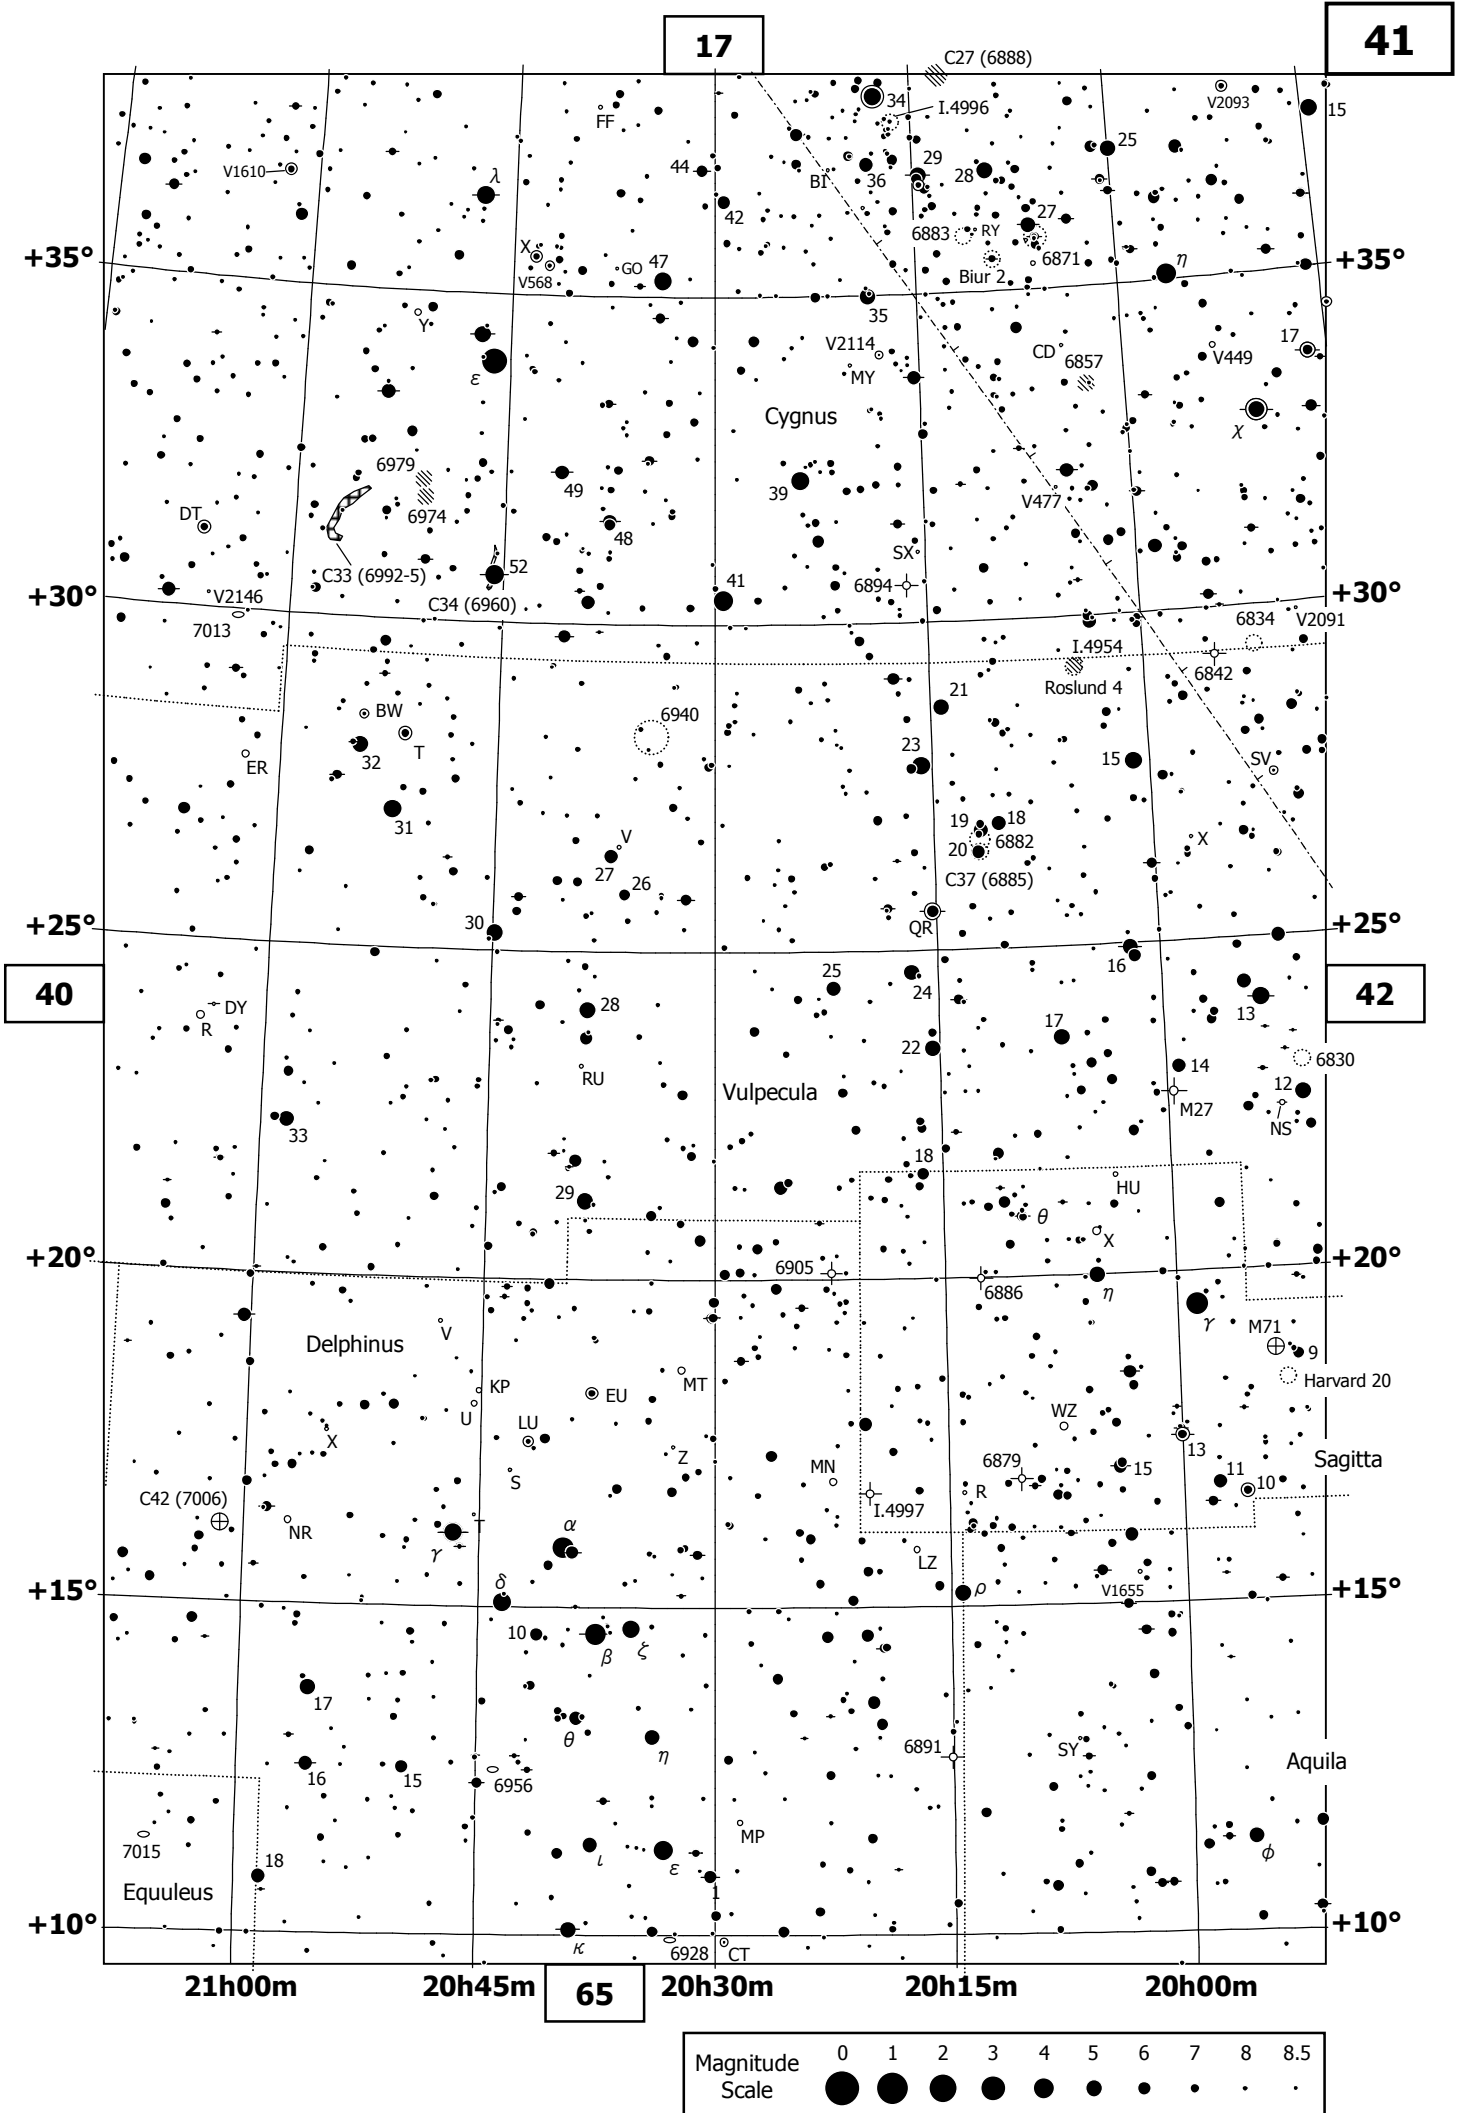 17
41
C27 (6888)
34
I.4996
FF
V2093
15
V1610
λ
44
42
BI
36
29
28
25
27
6883
RY
6871
Biur 2
X
V568
GO
47
η
+35°
+35°
35
Y
ε
V2114
MY
CD
6857
V449
17
Cygnus
χ
6979
6974
49
39
V477
DT
48
C33 (6992-5)
52
SX
6894
C34 (6960)
41
V2146
+30°
+30°
7013
6834
V2091
I.4954
6842
Roslund 4
21
BW
T
32
6940
ER
23
15
SV
31
V
27
26
19
18
6882
20
X
C37 (6885)
30
QR
+25°
+25°
16
40
25
24
42
DY
R
28
13
17
22
6830
RU
14
Vulpecula
12
M27
NS
33
18
29
HU
θ
X
+20°
+20°
6905
6886
η
γ
V
Delphinus
M71
9
KP
EU
MT
Harvard 20
U
LU
WZ
X
Z
13
Sagitta
S
MN
6879
15
11
10
C42 (7006)
R
I.4997
NR
T
γ
α
LZ
δ
ρ
V1655
+15°
+15°
10
β
ζ
17
θ
η
6891
SY
Aquila
16
15
6956
MP
7015
ι
ε
φ
18
Equuleus
1
+10°
+10°
κ
6928
CT
21h00m
20h45m
65
20h30m
20h15m
20h00m
Magnitude
Scale
0 1 2 3 4 5 6 7 8 8.5